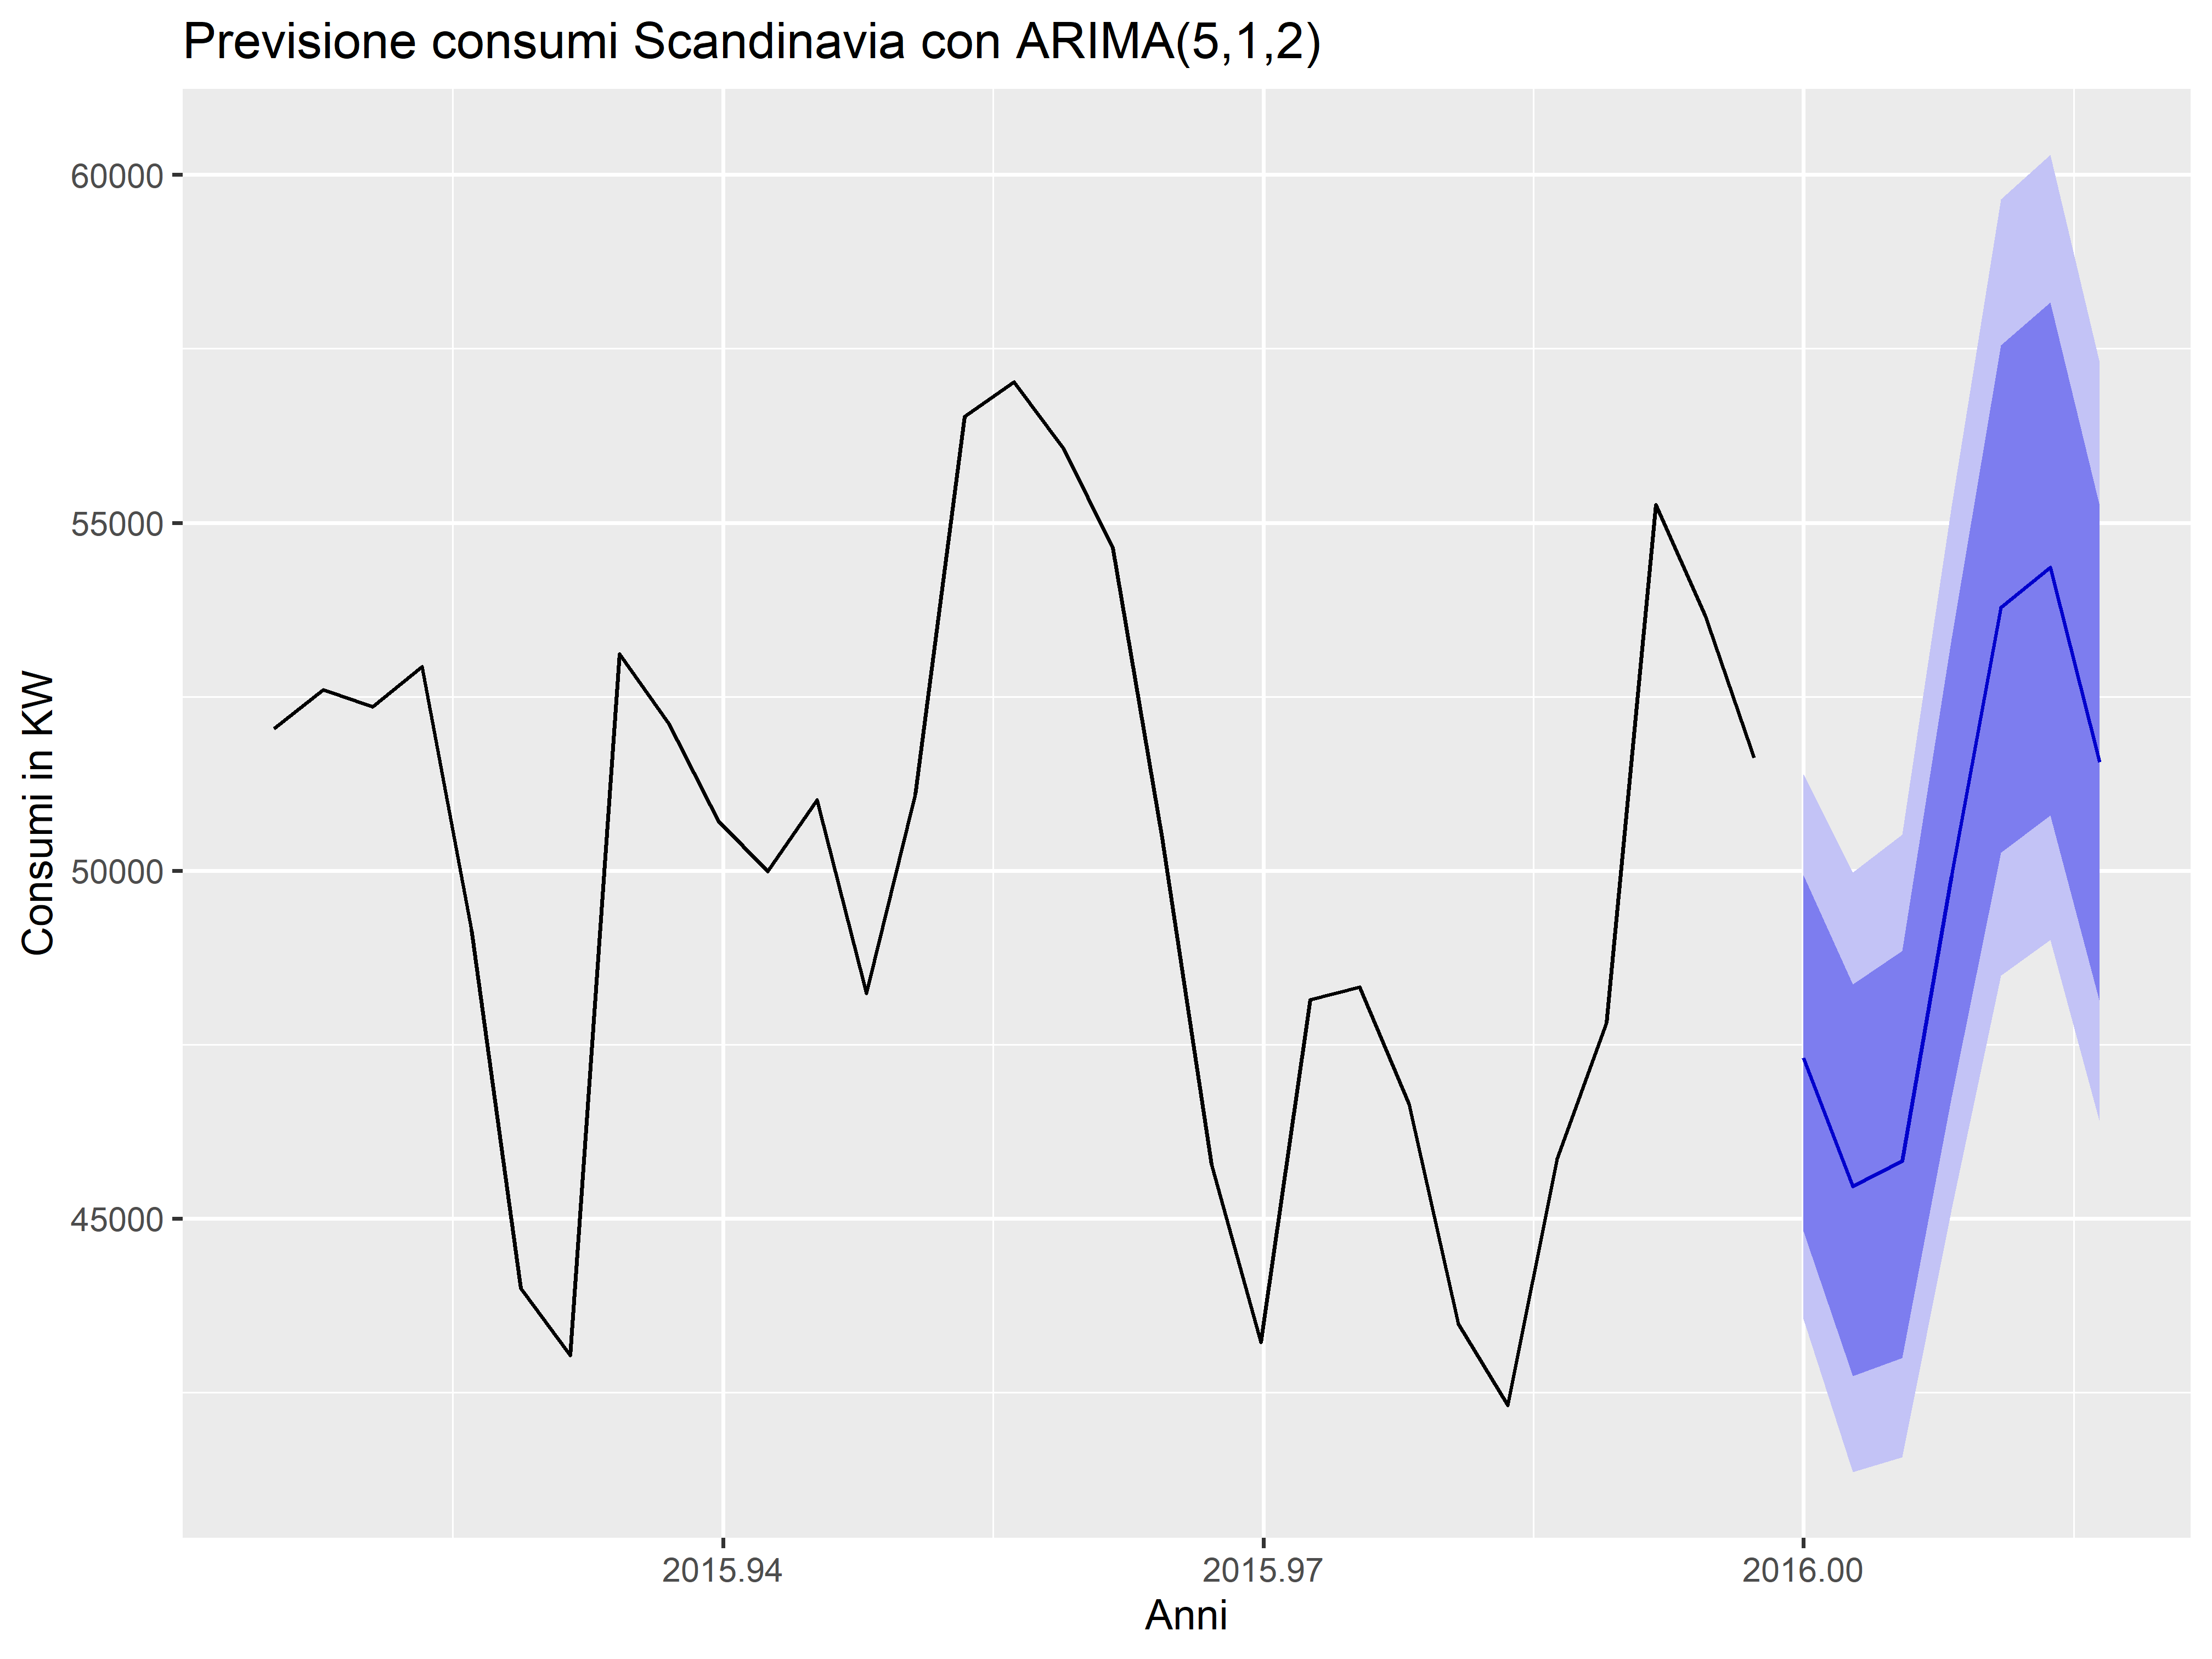 Previsione consumi Scandinavia con ARIMA(5,1,2)
60000
55000
50000
45000
Consumi in KW
2015.94
2015.97
2016.00
Anni